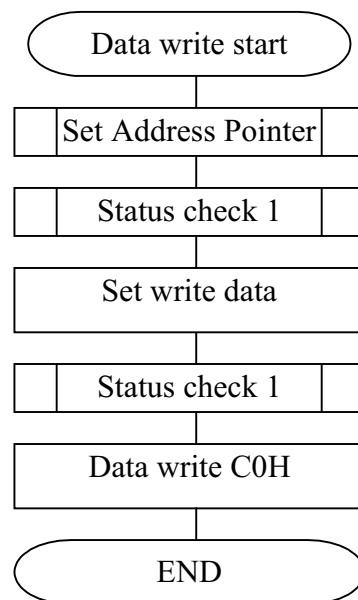 Data write start
Set Address Pointer
Status check 1
Set write data
Status check 1
Data write C0H
END